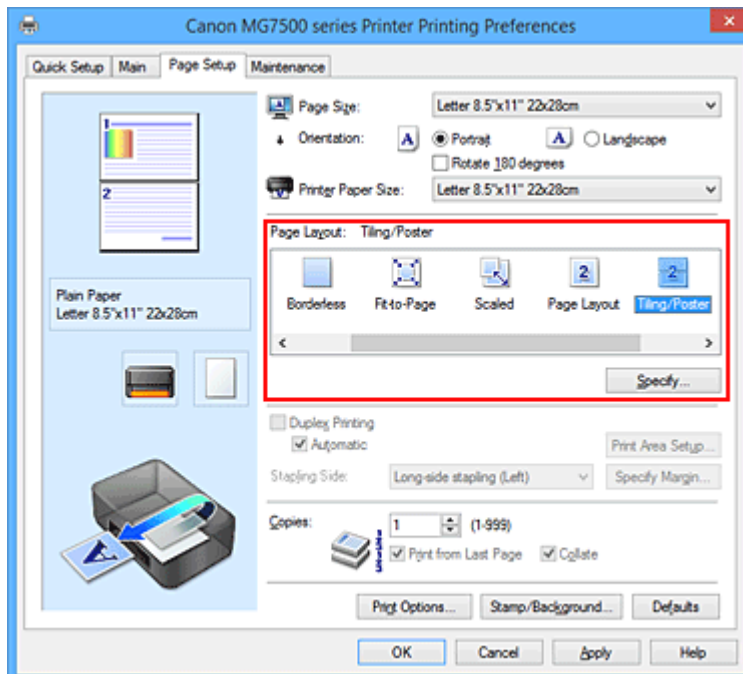 Canon MG7500 series Printer Printing Preferences
Quick Setup Main Page Setup Maintenance
1
2
Plain Paper
Letter 8.5"x11" 22x28cm
Page Size: Letter 8.5"x11" 22x28cm
Orientation: A Portrait A Landscape
Rotate 180 degrees
Printer Paper Size: Letter 8.5"x11" 22x28cm
Page Layout: Tiling/Poster
2 2
Borderless Fit-to-Page Scaled Page Layout Tiling/Poster
Specify...
Duplex Printing
Automatic Print Area Setup...
Stapling Side: Long-side stapling (Left) Specify Margin...
Copies: 1 (1-999)
Print from Last Page Collate
A
Print Options... Stamp/Background... Defaults
OK Cancel Apply Help